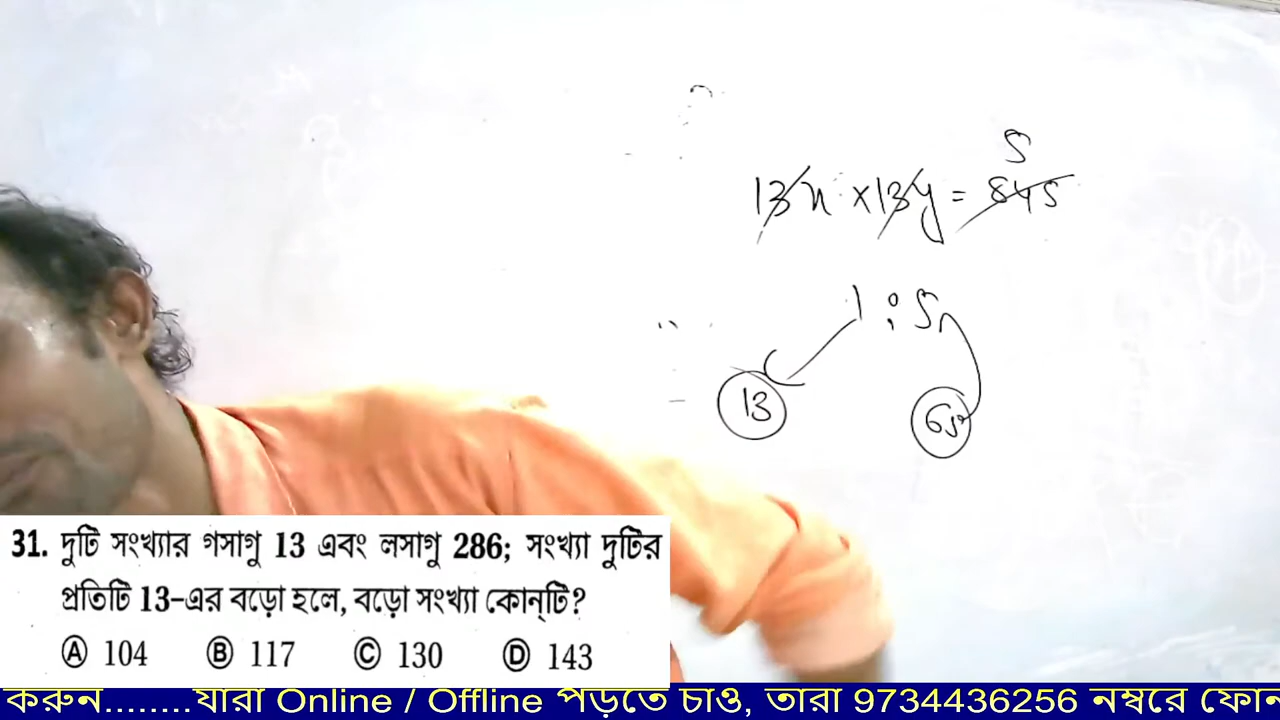 5
13x × 13y = 845
1 : 5
13 65
31. দুটি সংখ্যার গসাগু 13 এবং লসাগু 286; সংখ্যা দুটির
প্রতিটি 13-এর বড়ো হলে, বড়ো সংখ্যা কোন্‌টি?
Ⓐ 104 Ⓑ 117 Ⓒ 130 Ⓓ 143
করুন........যারা Online / Offline পড়তে চাও, তারা 9734436256 নম্বরে ফোন